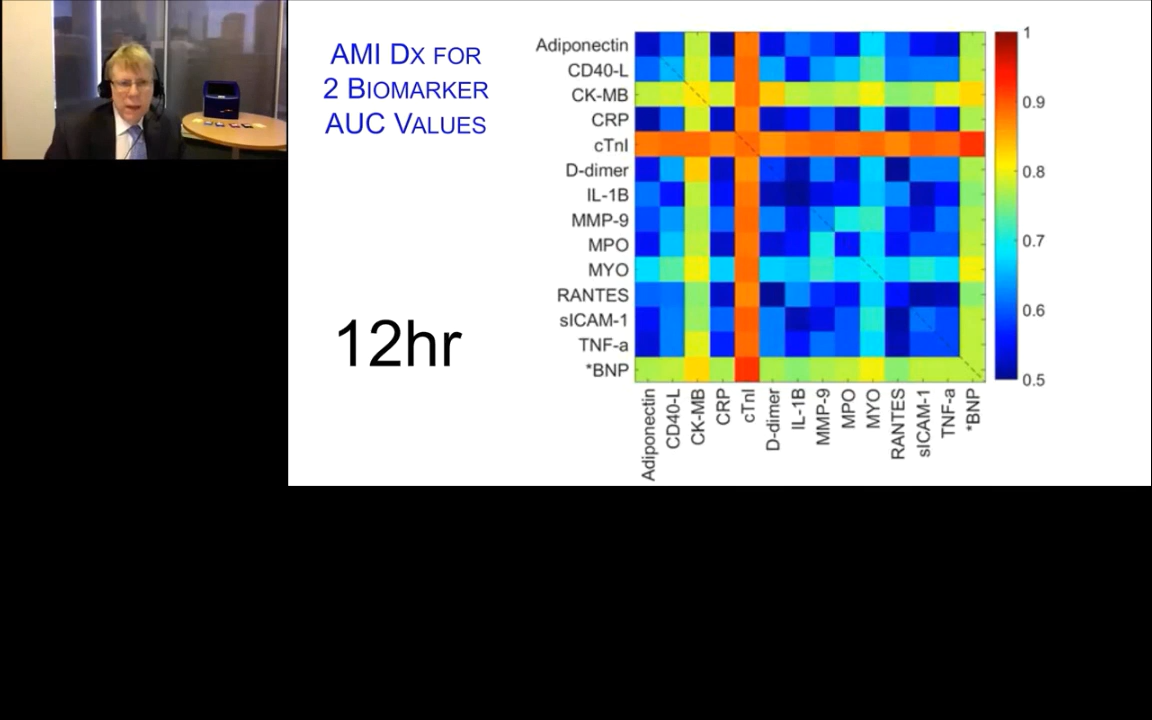 AMI DX FOR
2 BIOMARKER
AUC VALUES
12hr
Adiponectin
CD40-L
CK-MB
CRP
cTnI
D-dimer
IL-1B
MMP-9
MPO
MYO
RANTES
sICAM-1
TNF-a
*BNP
Adiponectin
CD40-L
CK-MB
CRP
cTnI
D-dimer
IL-1B
MMP-9
MPO
MYO
RANTES
sICAM-1
TNF-a
*BNP
1
0.9
0.8
0.7
0.6
0.5